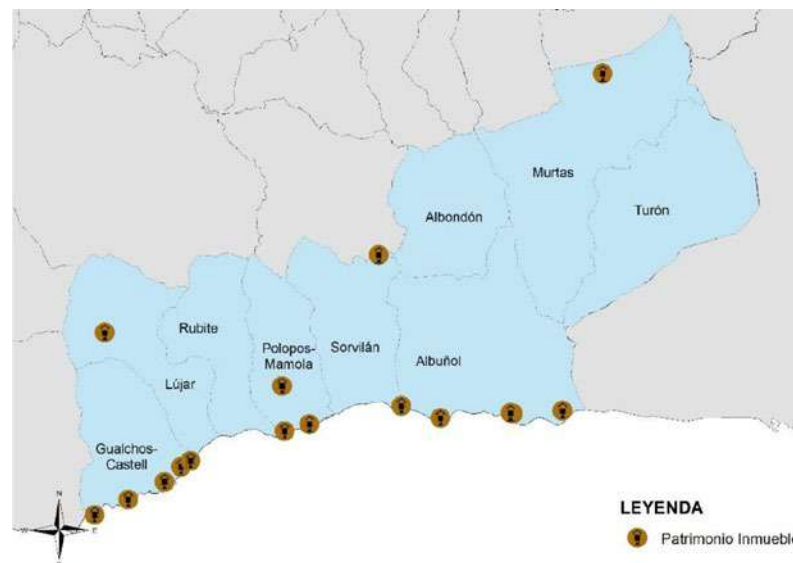 Murtas
Turón
Albondón
Rubite
Polopos-
Mamola
Sorvilán
Albuñol
Lújar
Gualchos-
Castell
N
W
E
LEYENDA
Patrimonio Inmueble